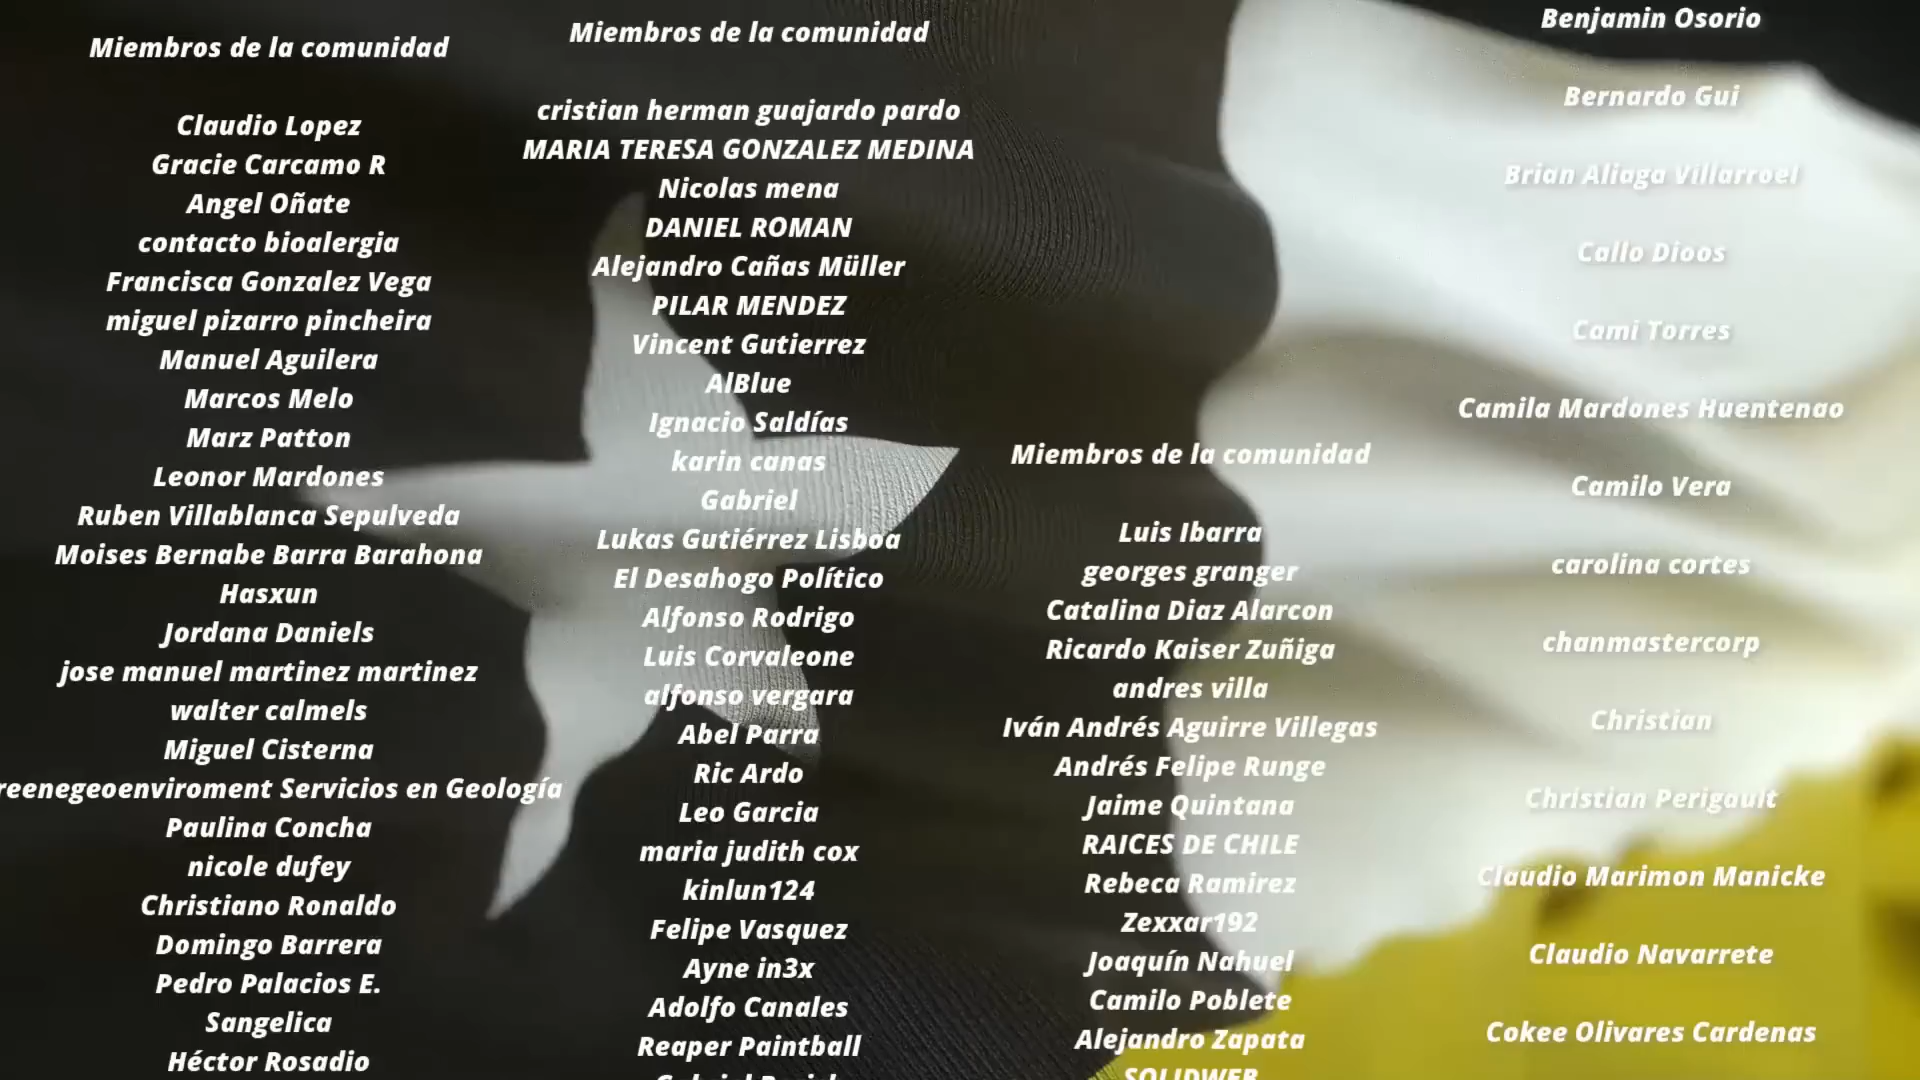 Miembros de la comunidad
Claudio Lopez
Gracie Carcamo R
Angel Oñate
contacto bioalergia
Francisca Gonzalez Vega
miguel pizarro pincheira
Manuel Aguilera
Marcos Melo
Marz Patton
Leonor Mardones
Ruben Villablanca Sepulveda
Moises Bernabe Barra Barahona
Hasxun
Jordana Daniels
jose manuel martinez martinez
walter calmels
Miguel Cisterna
Servicios en Geología
Paulina Concha
nicole dufey
Christiano Ronaldo
Domingo Barrera
Pedro Palacios E.
Sangelica
Héctor Rosadio
Miembros de la comunidad
cristian herman guajardo pardo
MARIA TERESA GONZALEZ MEDINA
Nicolas mena
DANIEL ROMAN
Alejandro Cañas Müller
PILAR MENDEZ
Vincent Gutierrez
AlBlue
Ignacio Saldías
karin canas
Gabriel
Lukas Gutiérrez Lisboa
El Desahogo Político
Alfonso Rodrigo
Luis Corvaleone
alfonso vergara
Abel Parra
Ric Ardo
Leo Garcia
maria judith cox
kinlun124
Felipe Vasquez
Ayne in3x
Adolfo Canales
Reaper Paintball
Miembros de la comunidad
Luis Ibarra
georges granger
Catalina Diaz Alarcon
Ricardo Kaiser Zuñiga
andres villa
Iván Andrés Aguirre Villegas
Andrés Felipe Runge
Jaime Quintana
RAICES DE CHILE
Rebeca Ramirez
Zexxar192
Joaquín Nahuel
Camilo Poblete
Alejandro Zapata
SOLIDWEB
Benjamin Osorio
Bernardo Gui
Brian Aliaga Villarroel
Callo Dioos
Cami Torres
Camila Mardones Huentenao
Camilo Vera
carolina cortes
chanmastercorp
Christian
Christian Perigault
Claudio Marimon Manicke
Claudio Navarrete
Cokee Olivares Cardenas